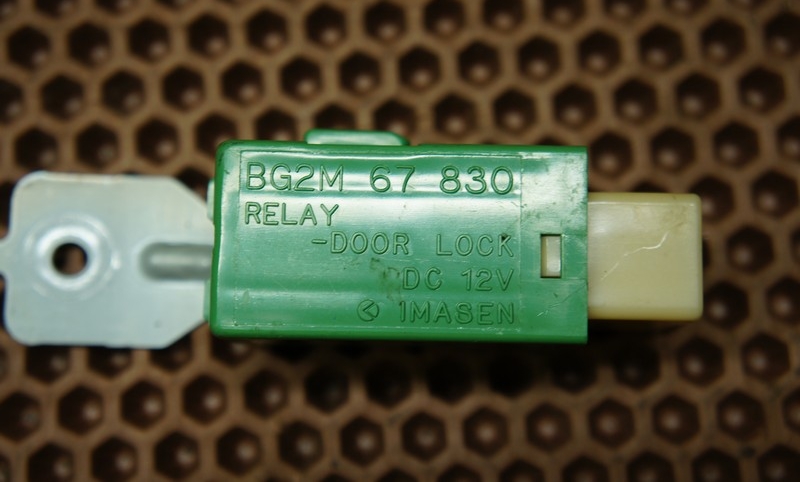 BG2M 67 830
RELAY
-DOOR LOCK
DC 12V
IMASEN